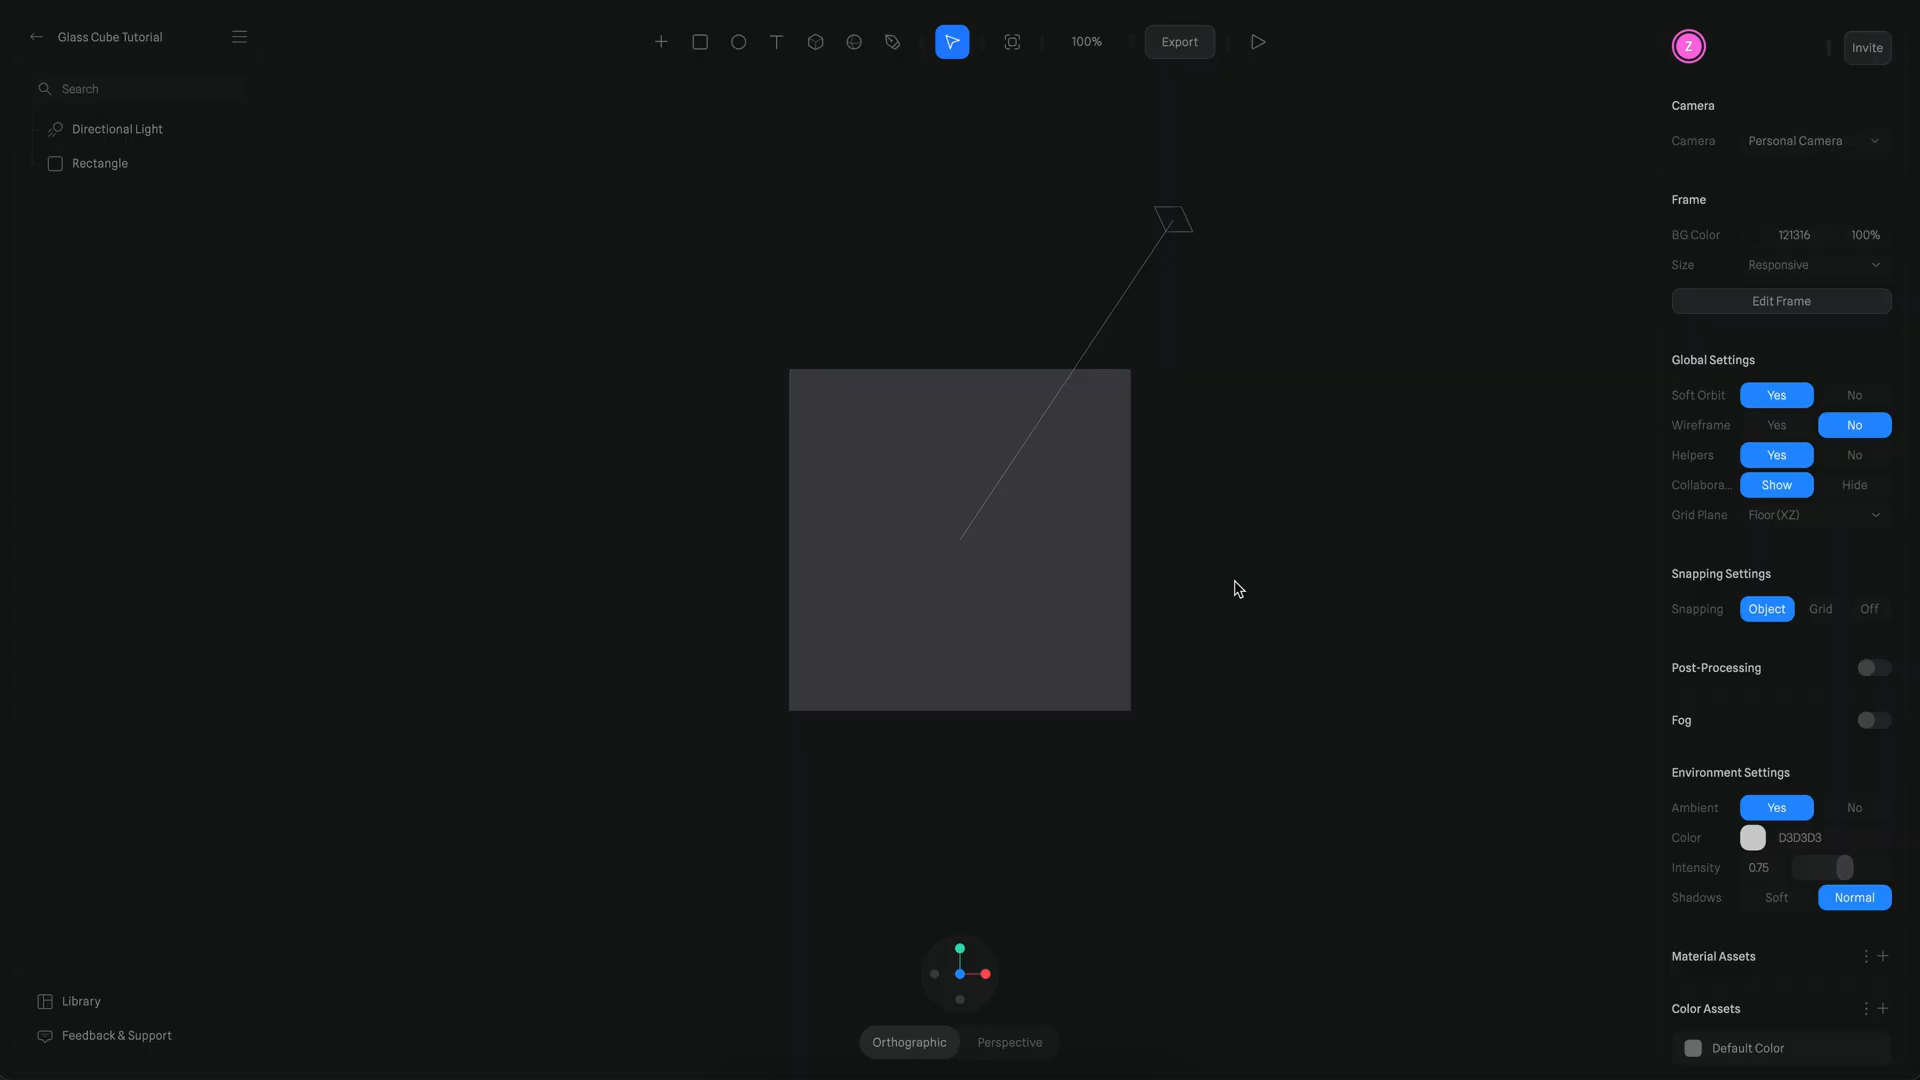 Glass Cube Tutorial
Search
Directional Light
Rectangle
Library
Feedback & Support
100%
Export
Orthographic
Perspective
Z
Invite
Camera
Camera Personal Camera
Frame
BG Color 121316 100%
Size Responsive
Edit Frame
Global Settings
Soft Orbit Yes No
Wireframe Yes No
Helpers Yes No
Collabora... Show Hide
Grid Plane Floor (XZ)
Snapping Settings
Snapping Object Grid Off
Post-Processing
Fog
Environment Settings
Ambient Yes No
Color D3D3D3
Intensity 0.75
Shadows Soft Normal
Material Assets
Color Assets
Default Color